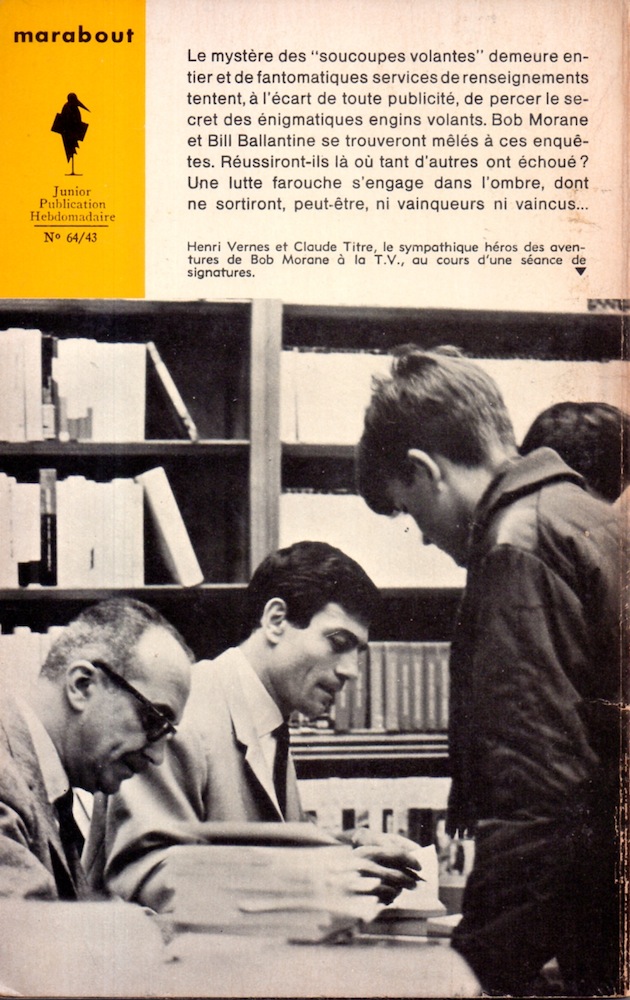 marabout
Junior
Publication
Hebdomadaire
Nº 64/43
Le mystère des "soucoupes volantes" demeure en-
tier et de fantomatiques services de renseignements
tentent, à l'écart de toute publicité, de percer le se-
cret des énigmatiques engins volants. Bob Morane
et Bill Ballantine se trouveront mêlés à ces enquê-
tes. Réussiront-ils là où tant d'autres ont échoué ?
Une lutte farouche s'engage dans l'ombre, dont
ne sortiront, peut-être, ni vainqueurs ni vaincus...
Henri Vernes et Claude Titre, le sympathique héros des aven-
tures de Bob Morane à la T.V., au cours d'une séance de
signatures.